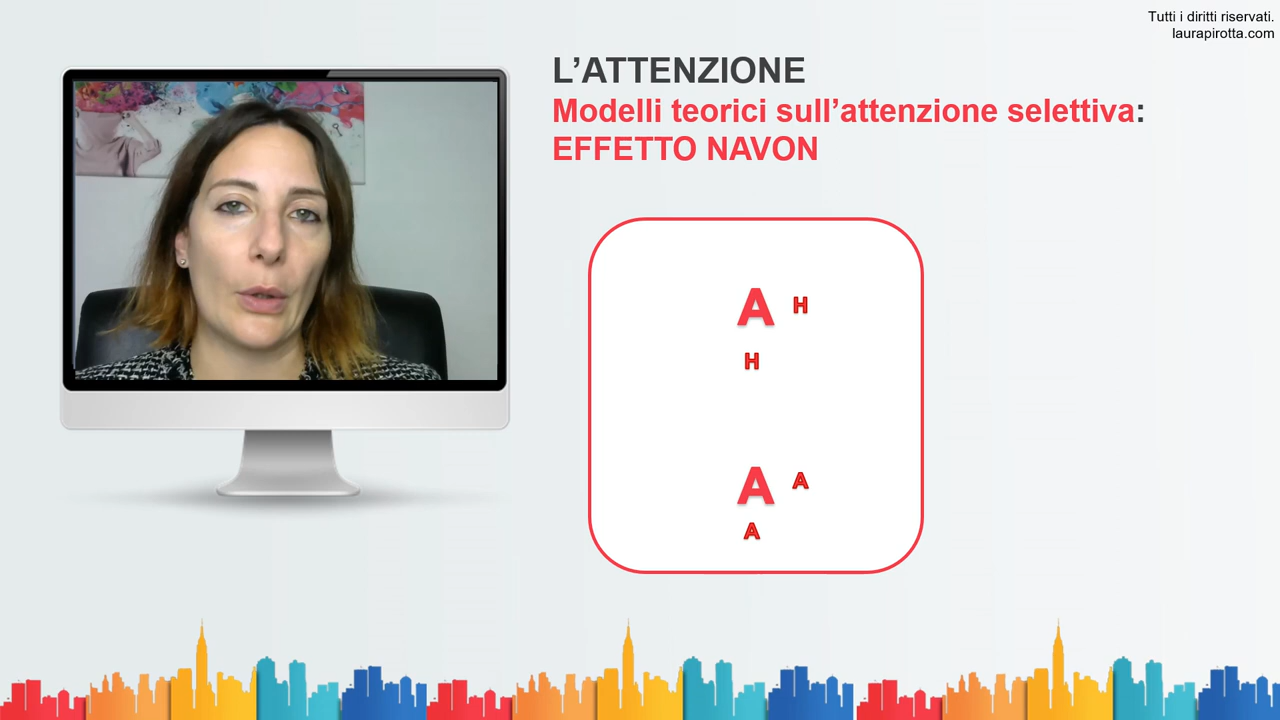 Tutti i diritti riservati.
laurapirotta.com
L’ATTENZIONE
Modelli teorici sull’attenzione selettiva:
EFFETTO NAVON
A H
H
A A
A